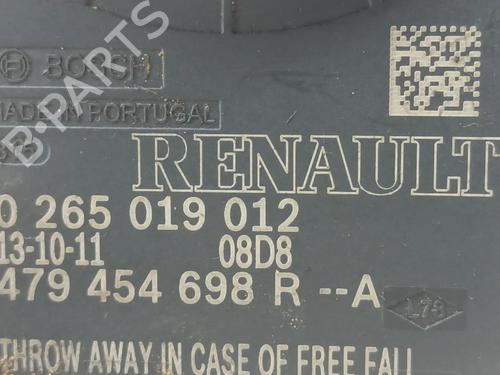 BOSCH
MADE IN PORTUGAL
RENAULT
0 265 019 012
13-10-11 08D8
479 454 698 R --A
THROW AWAY IN CASE OF FREE FALL
B-PARTS